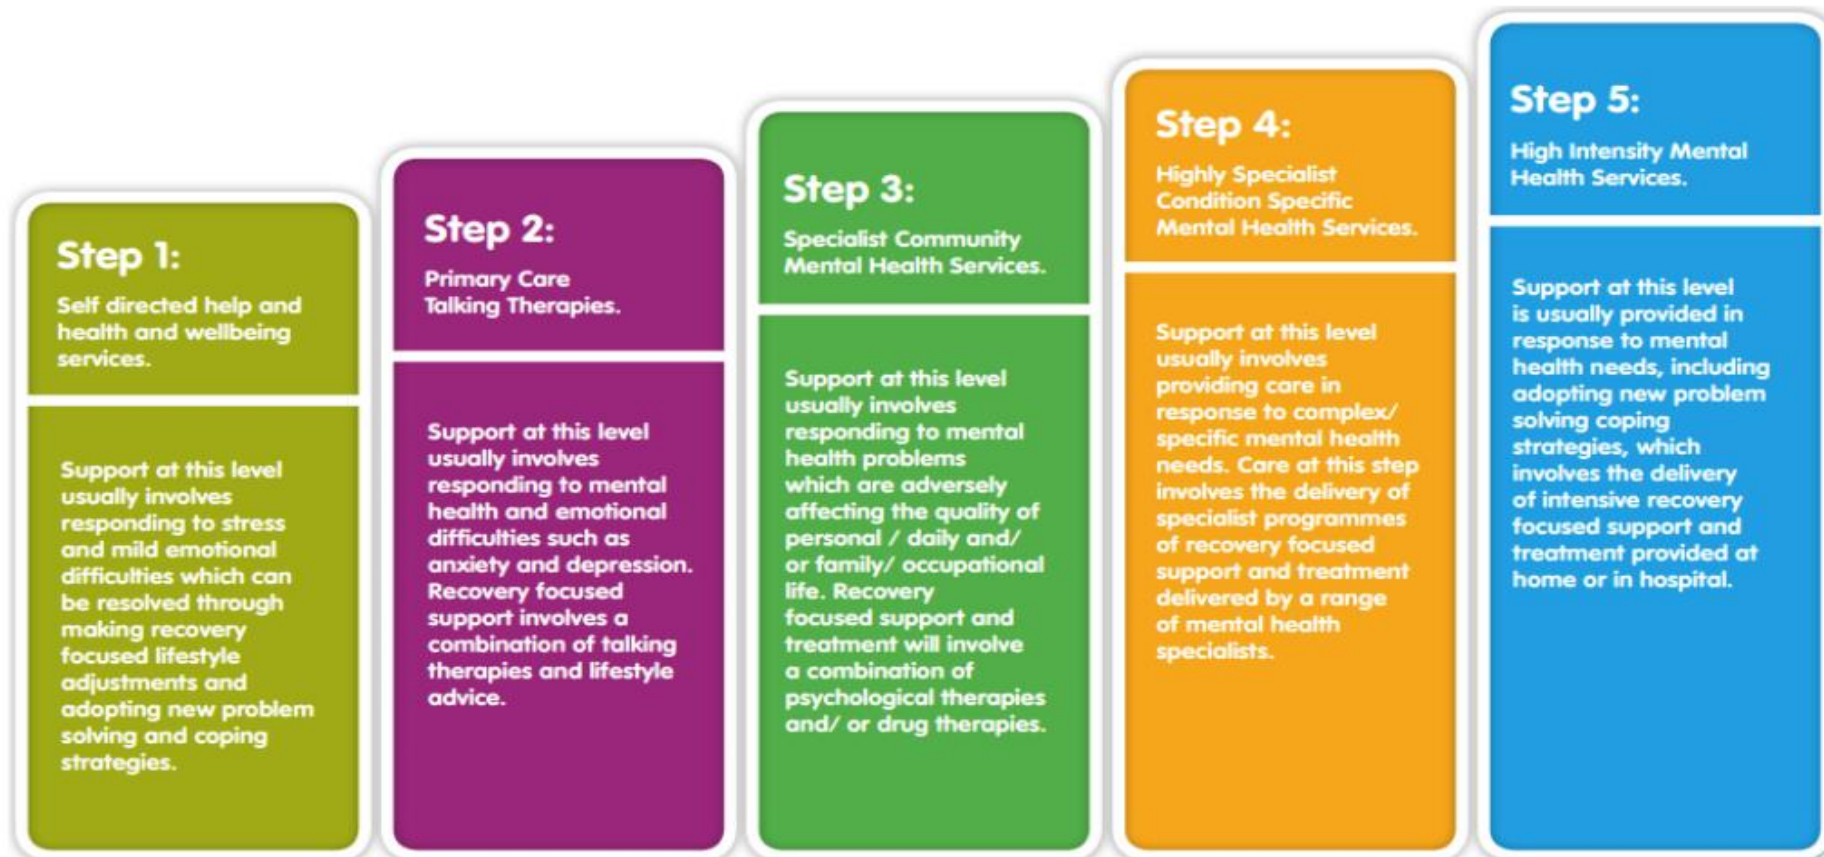 Step 1:
Self directed help and
health and wellbeing
services.
Support at this level
usually involves
responding to stress
and mild emotional
difficulties which can
be resolved through
making recovery
focused lifestyle
adjustments and
adopting new problem
solving and coping
strategies.
Step 2:
Primary Care
Talking Therapies.
Support at this level
usually involves
responding to mental
health and emotional
difficulties such as
anxiety and depression.
Recovery focused
support involves a
combination of talking
therapies and lifestyle
advice.
Step 3:
Specialist Community
Mental Health Services.
Support at this level
usually involves
responding to mental
health problems
which are adversely
affecting the quality of
personal / daily and/
or family/ occupational
life. Recovery
focused support and
treatment will involve
a combination of
psychological therapies
and/ or drug therapies.
Step 4:
Highly Specialist
Condition Specific
Mental Health Services.
Support at this level
usually involves
providing care in
response to complex/
specific mental health
needs. Care at this step
involves the delivery of
specialist programmes
of recovery focused
support and treatment
delivered by a range
of mental health
specialists.
Step 5:
High Intensity Mental
Health Services.
Support at this level
is usually provided in
response to mental
health needs, including
adopting new problem
solving coping
strategies, which
involves the delivery
of intensive recovery
focused support and
treatment provided at
home or in hospital.